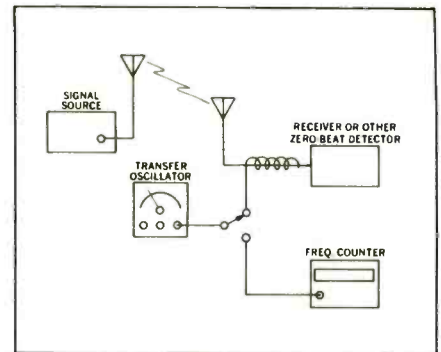 SIGNAL
SOURCE
RECEIVER OR OTHER
ZERO BEAT DETECTOR
TRANSFER
OSCILLATOR
FREQ COUNTER